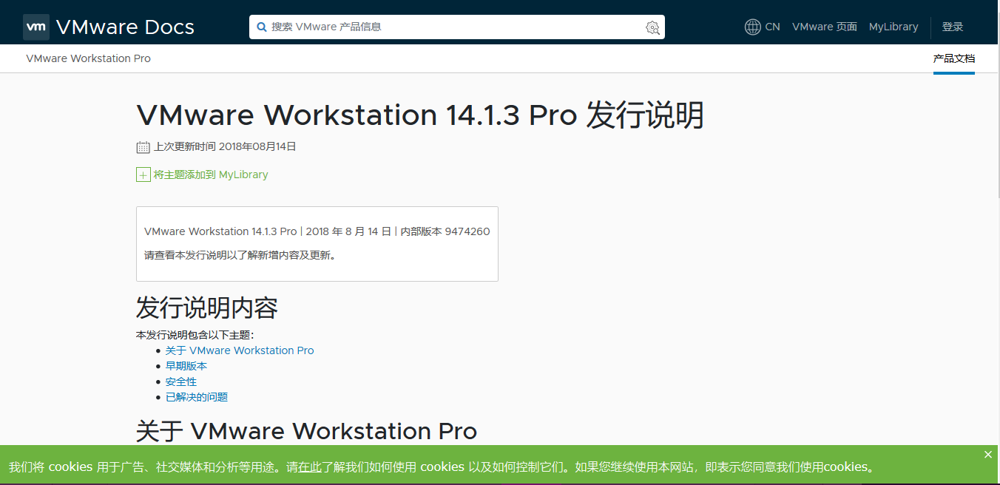 vm VMware Docs 搜索 VMware 产品信息 CN VMware 页面 MyLibrary 登录
VMware Workstation Pro 产品文档
VMware Workstation 14.1.3 Pro 发行说明
上次更新时间 2018年08月14日
将主题添加到 MyLibrary
VMware Workstation 14.1.3 Pro | 2018 年 8 月 14 日 | 内部版本 9474260
请查看本发行说明以了解新增内容及更新。
发行说明内容
本发行说明包含以下主题：
关于 VMware Workstation Pro
早期版本
安全性
已解决的问题
关于 VMware Workstation Pro
我们将 cookies 用于广告、社交媒体和分析等用途。请在此了解我们如何使用 cookies 以及如何控制它们。如果您继续使用本网站，即表示您同意我们使用cookies。